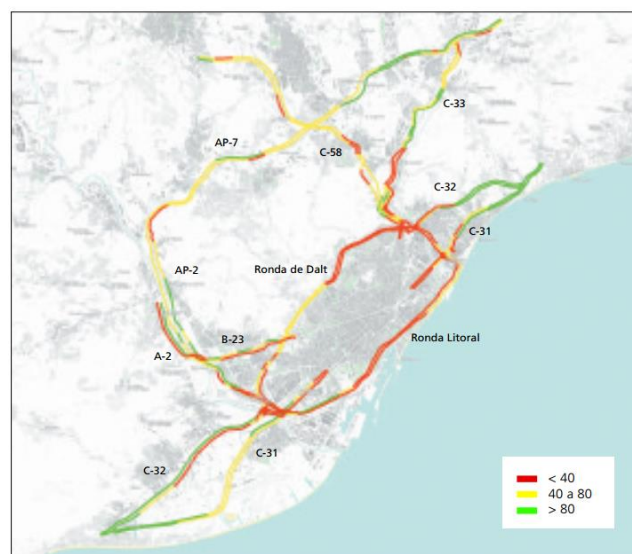 C-33
AP-7
C-58
C-32
C-31
AP-2
Ronda de Dalt
B-23
Ronda Litoral
A-2
C-32
C-31
< 40
40 a 80
> 80